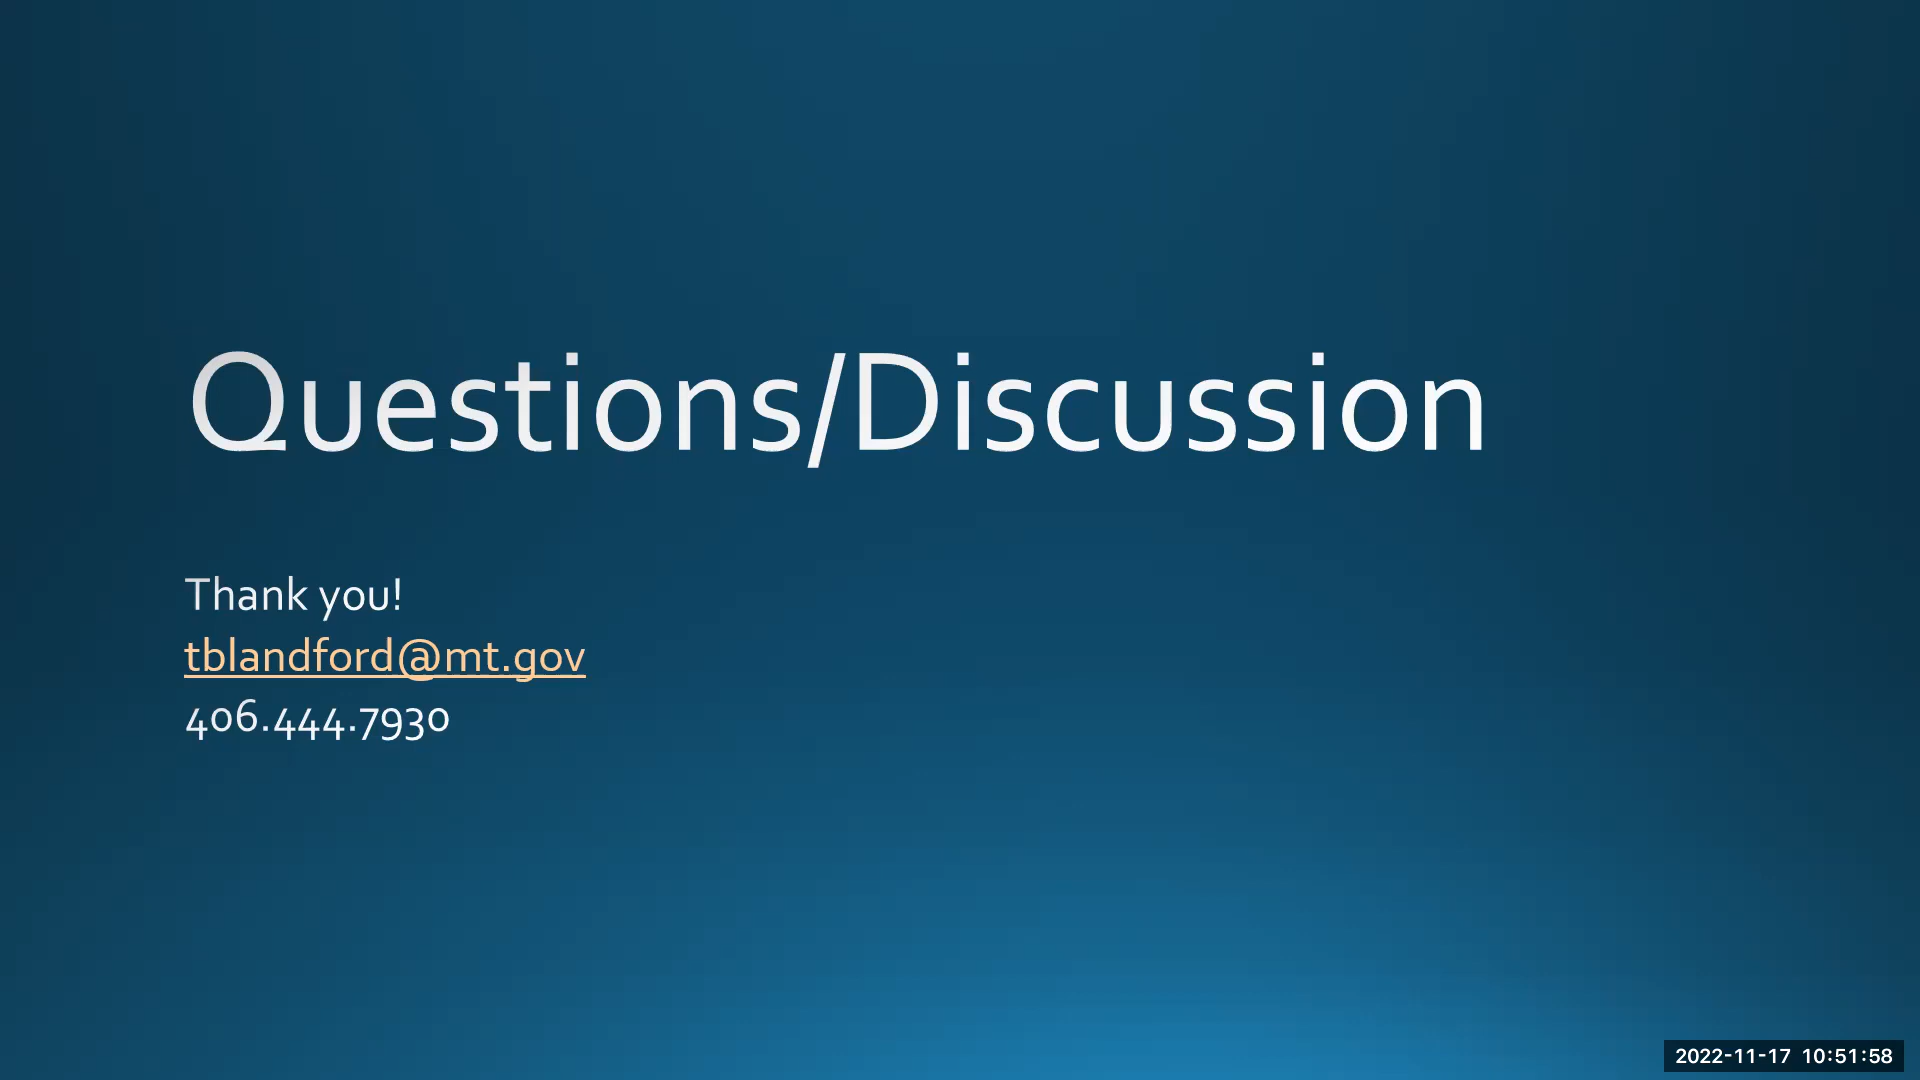 Questions/Discussion
Thank you!
tblandford@mt.gov
406.444.7930
2022-11-17 10:51:58